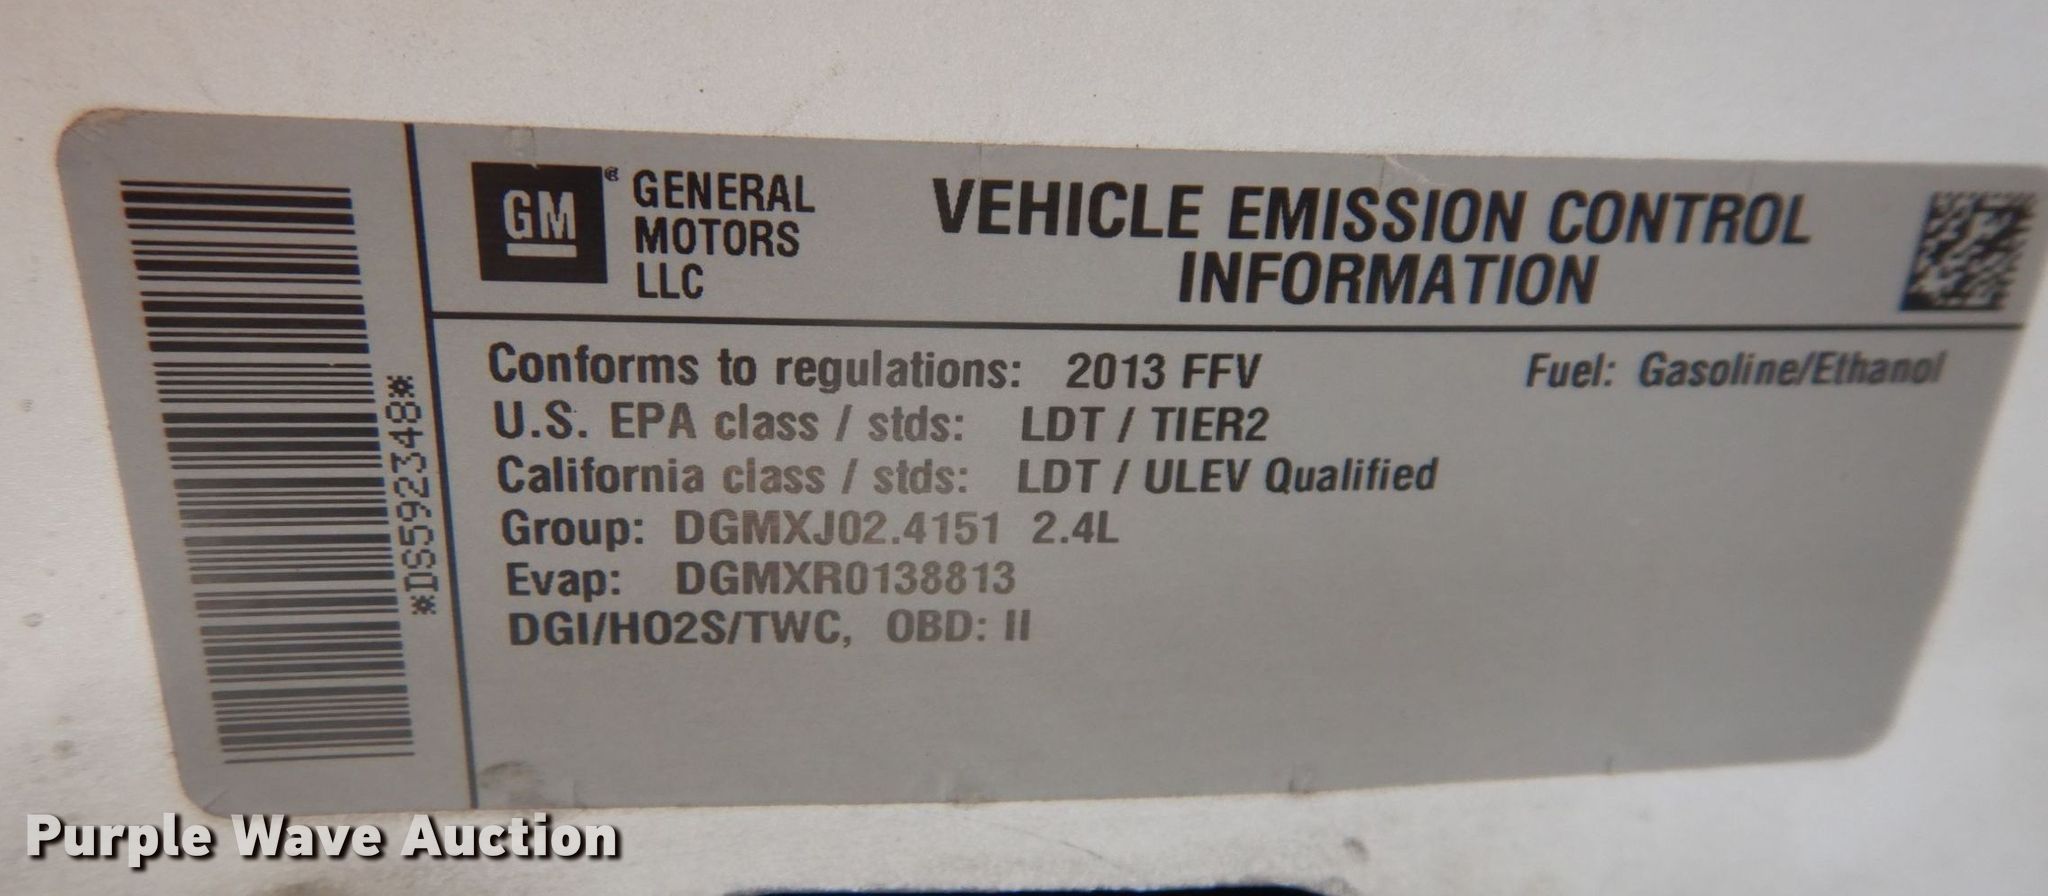 GM
GENERAL
MOTORS
LLC
VEHICLE EMISSION CONTROL
INFORMATION
*DS592348*
Conforms to regulations: 2013 FFV
Fuel: Gasoline/Ethanol
U.S. EPA class / stds: LDT / TIER2
California class / stds: LDT / ULEV Qualified
Group: DGMXJ02.4151 2.4L
Evap: DGMXR0138813
DGI/HO2S/TWC, OBD: II
Purple Wave Auction